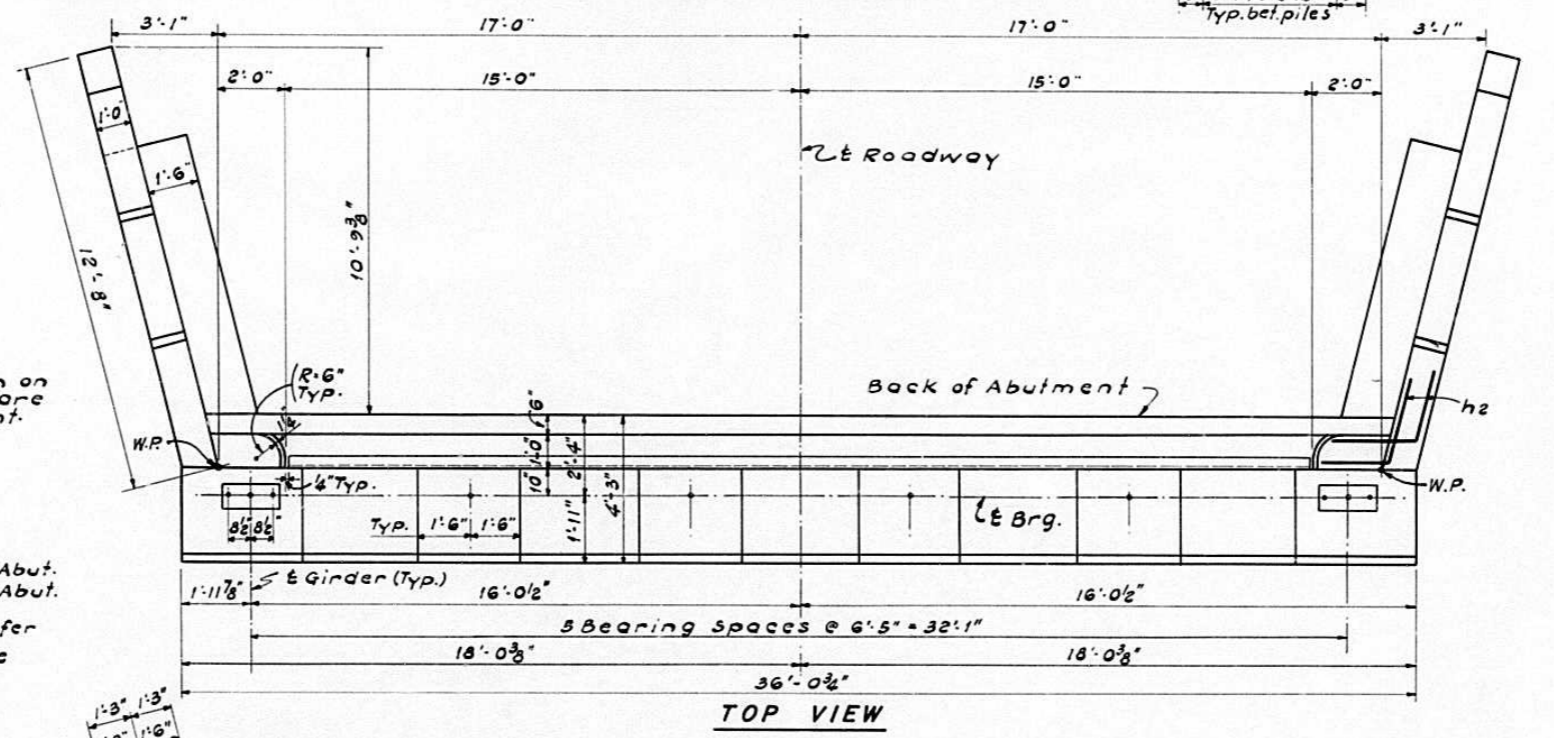 Typ. bet. piles
3'-1"
17'-0"
17'-0"
3'-1"
2'-0"
15'-0"
15'-0"
2'-0"
1'-0"
1'-6"
℄ Roadway
10'-9⅜"
12'-8"
R=6"
Typ.
Back of Abutment
h2
on
are
W.P.
W.P.
6"
1'-0"
10"
2'-4"
4'-3"
1'-11"
¼" Typ.
8½" 8½"
Typ. 1'-6" 1'-6"
℄ Brg.
Abut.
Abut.
fer
1'-11⅞"
℄ Girder (Typ.)
16'-0½"
16'-0½"
5 Bearing Spaces @ 6'-5" = 32'-1"
18'-0⅜"
18'-0⅜"
36'-0¾"
TOP VIEW
1'-3" 1'-3"
1'-6"